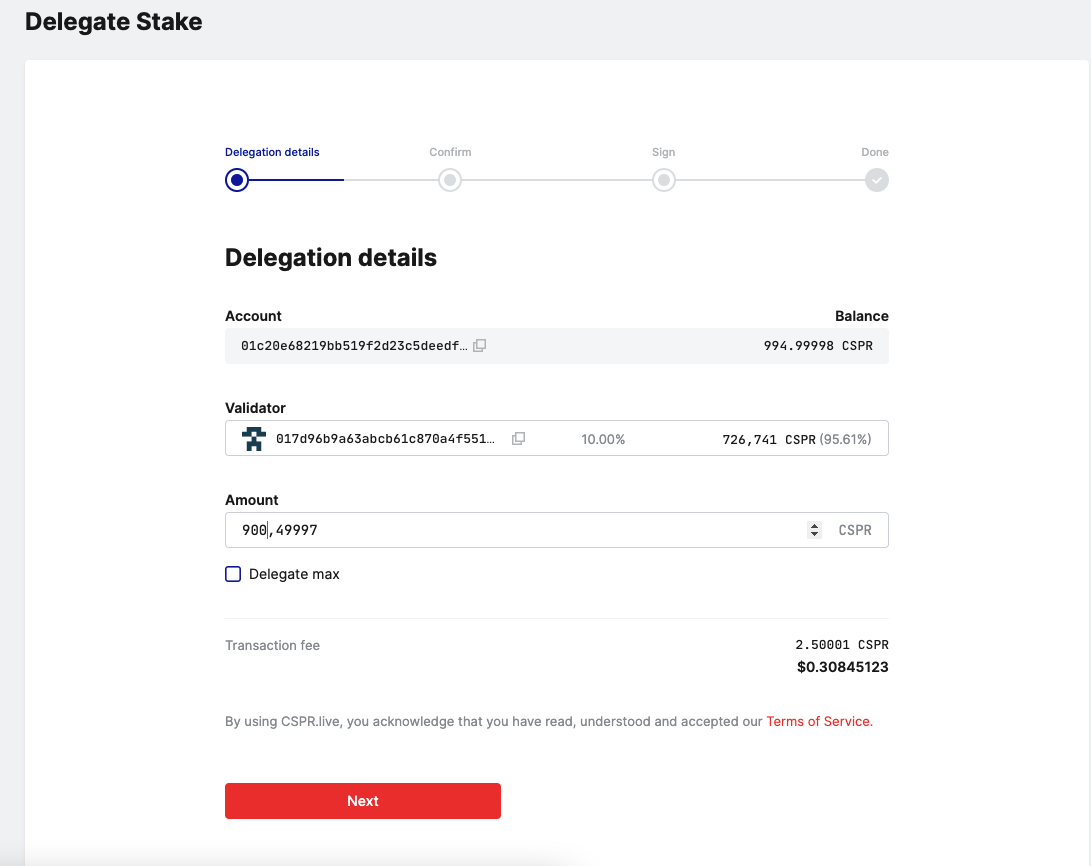 Delegate Stake
Delegation details Confirm Sign Done
Delegation details
Account Balance
01c20e68219bb519f2d23c5deedf… 994.99998 CSPR
Validator
017d96b9a63abcb61c870a4f551… 10.00% 726,741 CSPR (95.61%)
Amount
900,49997 CSPR
Delegate max
Transaction fee 2.50001 CSPR
$0.30845123
By using CSPR.live, you acknowledge that you have read, understood and accepted our Terms of Service.
Next